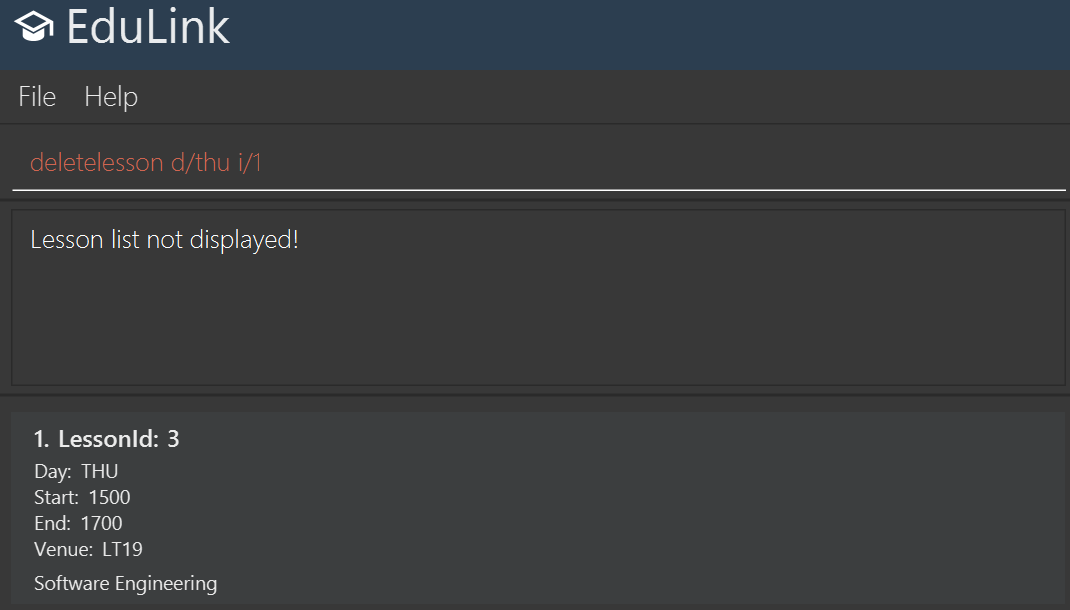 EduLink
File Help
deletelesson d/thu i/1
Lesson list not displayed!
1. LessonId: 3
Day: THU
Start: 1500
End: 1700
Venue: LT19
Software Engineering